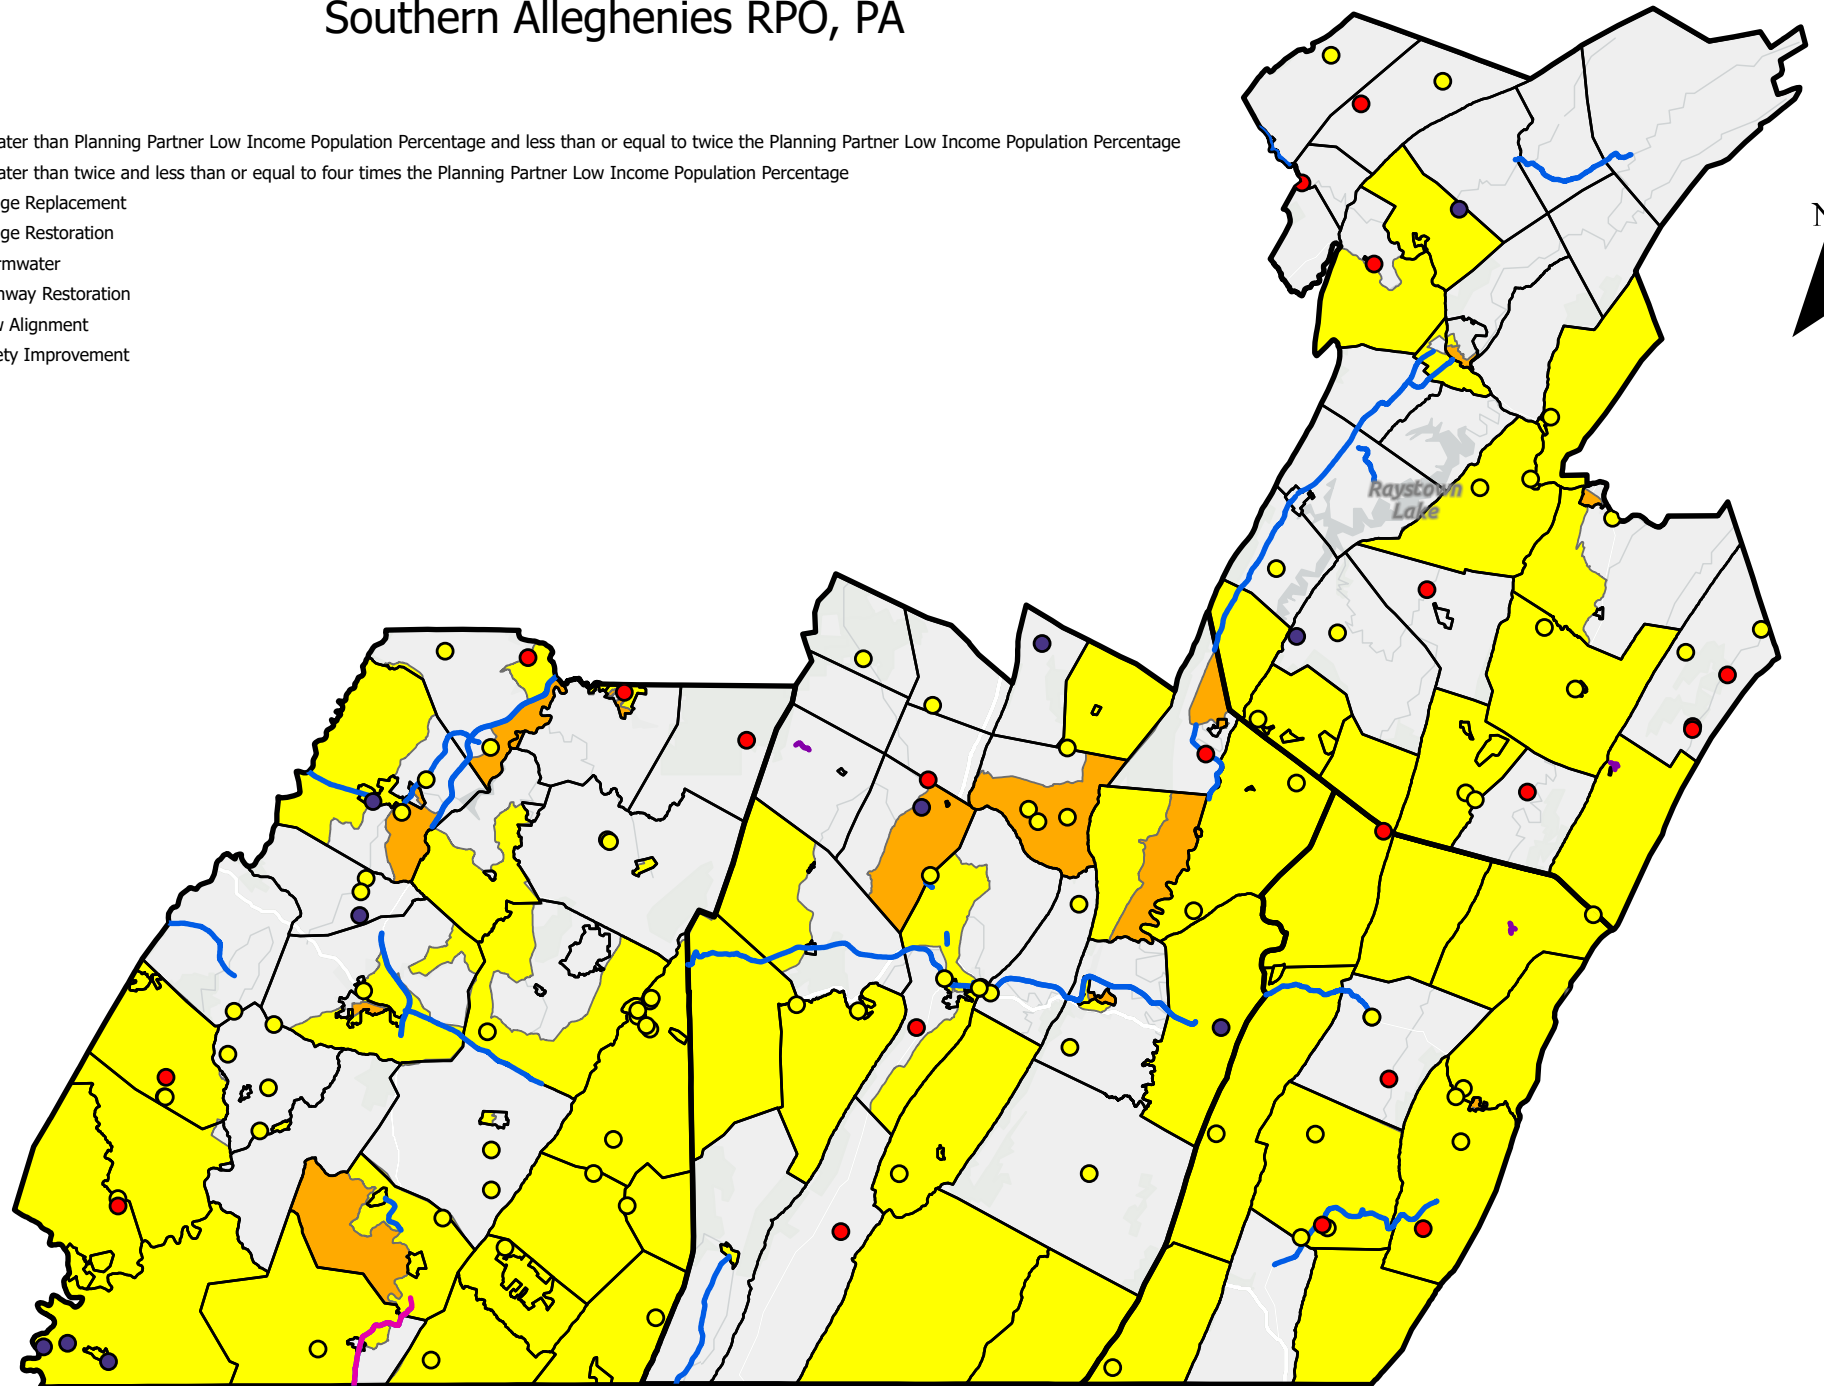 Southern Alleghenies RPO, PA
ater than Planning Partner Low Income Population Percentage and less than or equal to twice the Planning Partner Low Income Population Percentage
ater than twice and less than or equal to four times the Planning Partner Low Income Population Percentage
ge Replacement
ge Restoration
rmwater
hway Restoration
v Alignment
ety Improvement
N
Raystown
Lake